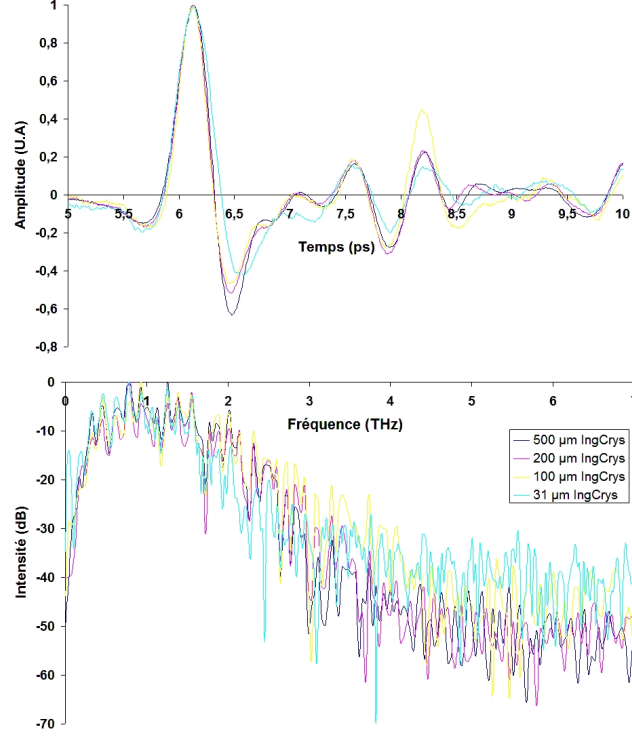 Amplitude (U.A)
1
0,8
0,6
0,4
0,2
0
-0,2
-0,4
-0,6
-0,8
5 5,5 6 6,5 7 7,5 8 8,5 9 9,5 10
Temps (ps)
Intensité (dB)
0
-10
-20
-30
-40
-50
-60
-70
0 1 2 3 4 5 6 7
Fréquence (THz)
500 µm IngCrys
200 µm IngCrys
100 µm IngCrys
31 µm IngCrys